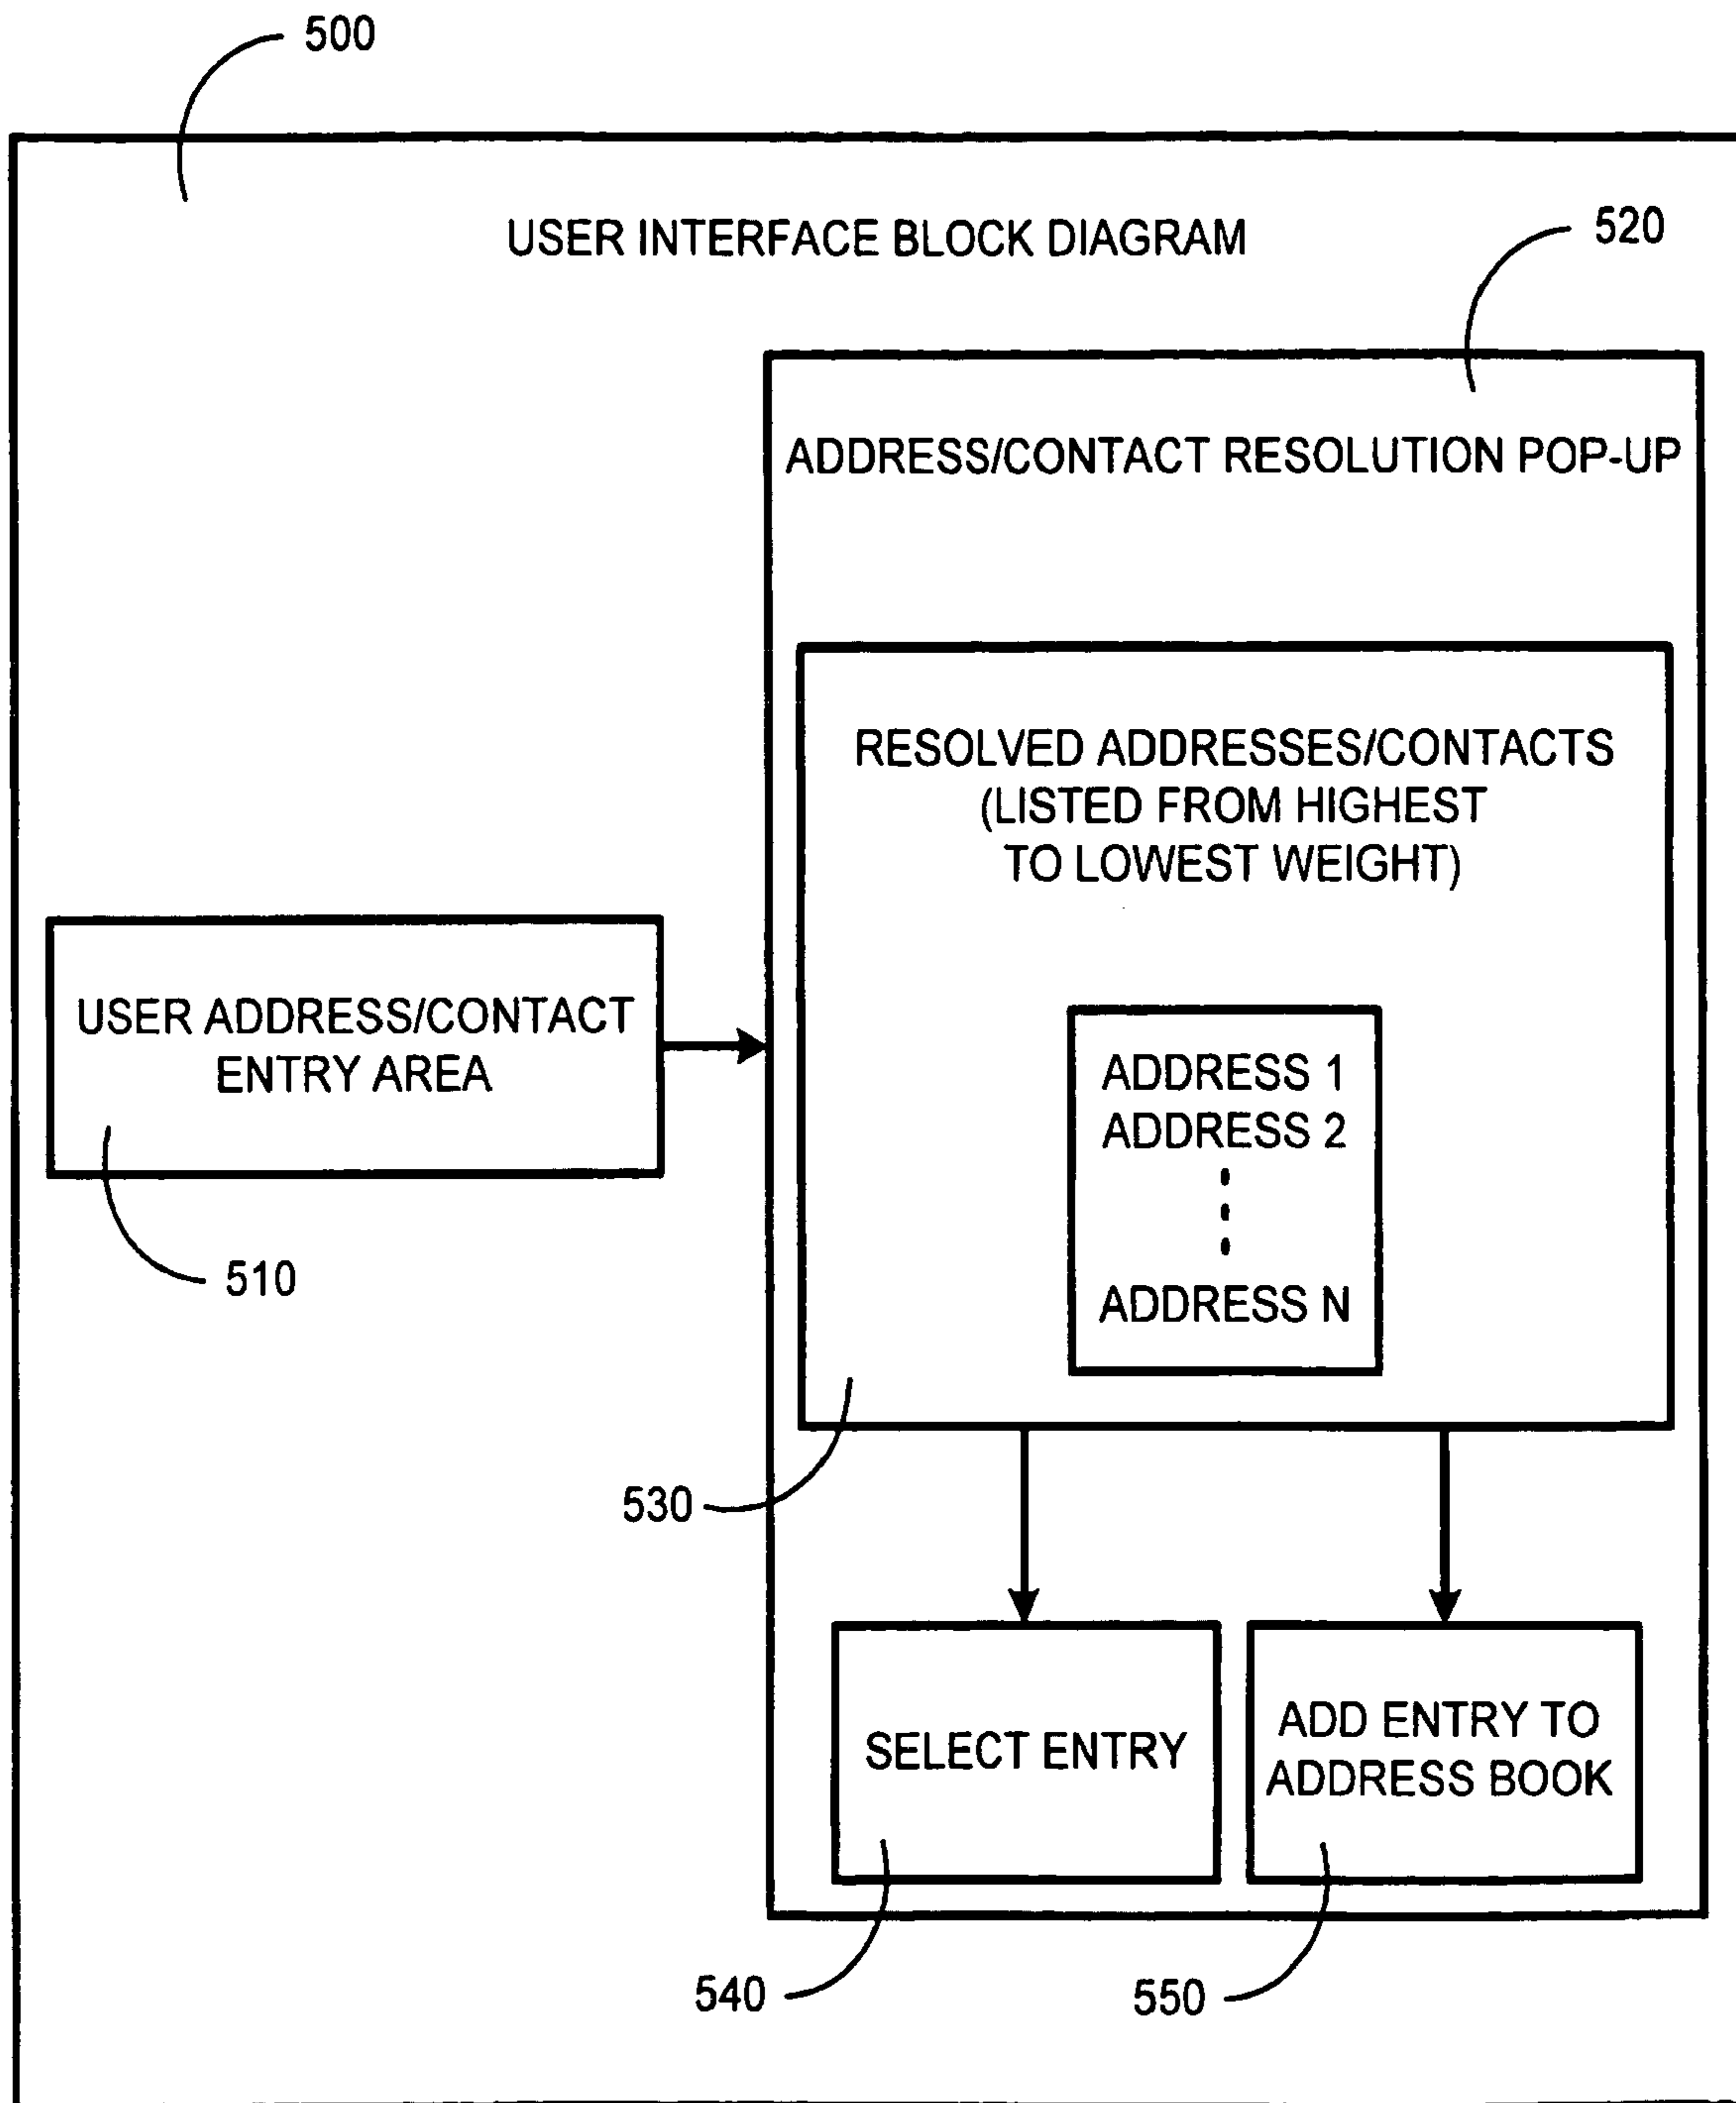 500
USER INTERFACE BLOCK DIAGRAM
520
ADDRESS/CONTACT RESOLUTION POP-UP
RESOLVED ADDRESSES/CONTACTS
(LISTED FROM HIGHEST
TO LOWEST WEIGHT)
USER ADDRESS/CONTACT
ENTRY AREA
510
ADDRESS 1
ADDRESS 2
ADDRESS N
530
SELECT ENTRY
ADD ENTRY TO
ADDRESS BOOK
540
550